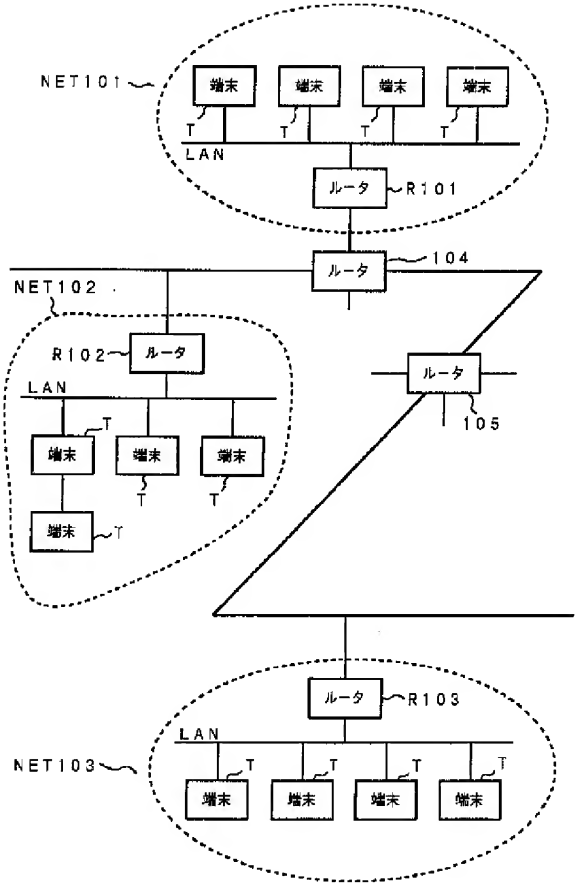 NET101
端末 端末 端末 端末
T T T T
LAN
ルータ R101
ルータ 104
NET102
R102 ルータ
ルータ
105
LAN
T
端末 端末 端末
T T
端末 T
ルータ R103
LAN
NET103
T T T T
端末 端末 端末 端末